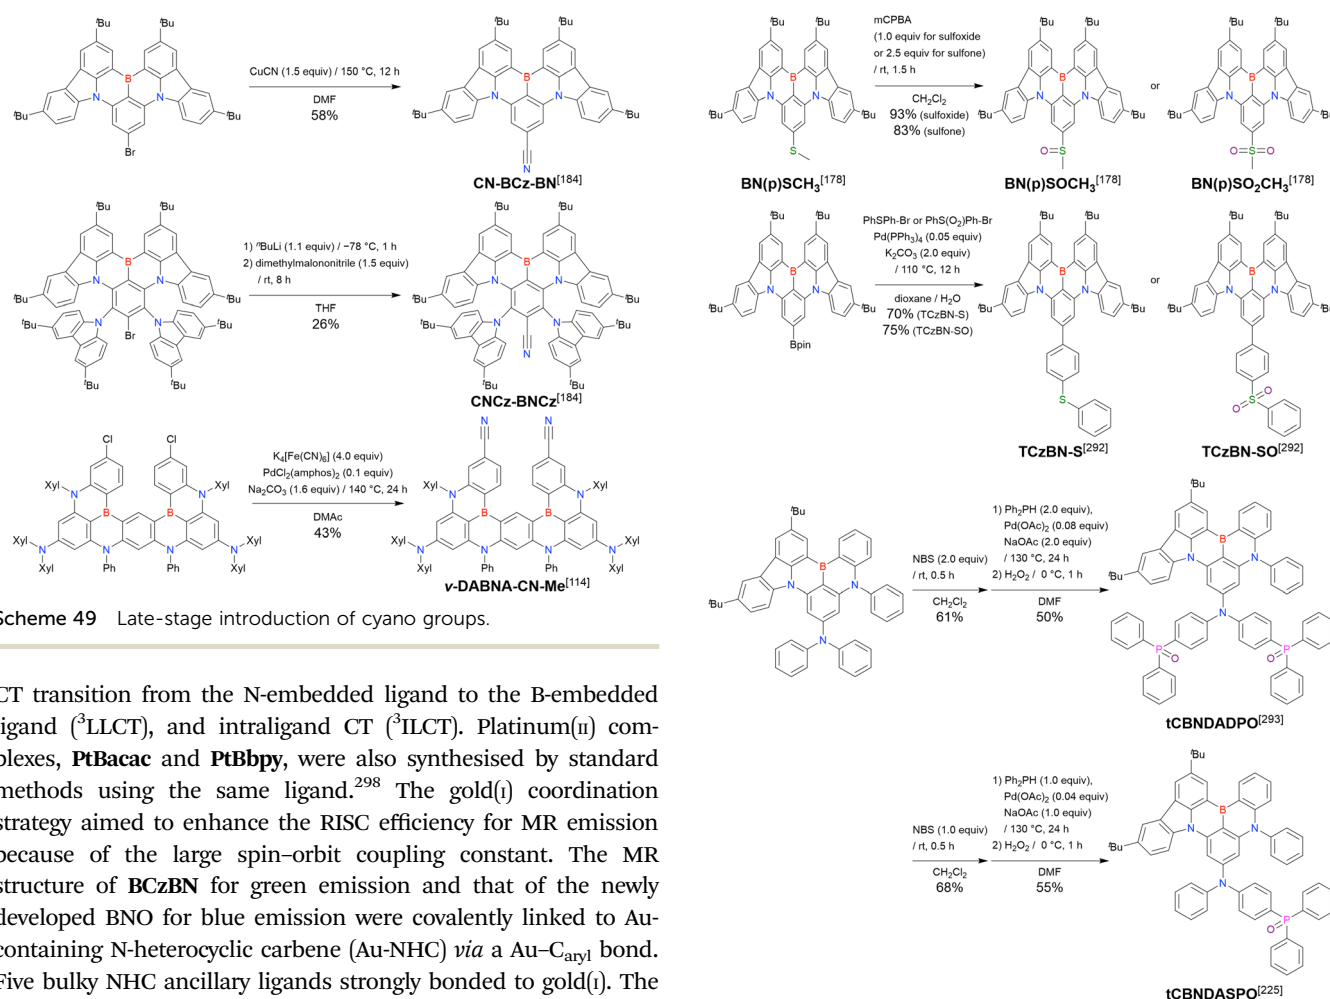 CuCN (1.5 equiv) / 150 °C, 12 h
DMF
58%
CN-BCz-BN[184]
1) nBuLi (1.1 equiv) / −78 °C, 1 h
2) dimethylmalononitrile (1.5 equiv)
/ rt, 8 h
THF
26%
CNCz-BNCz[184]
K4[Fe(CN)6] (4.0 equiv)
PdCl2(amphos)2 (0.1 equiv)
Na2CO3 (1.6 equiv) / 140 °C, 24 h
DMAc
43%
v-DABNA-CN-Me[114]
Scheme 49 Late-stage introduction of cyano groups.
CT transition from the N-embedded ligand to the B-embedded
ligand (3LLCT), and intraligand CT (3ILCT). Platinum(II) com-
plexes, PtBacac and PtBbpy, were also synthesised by standard
methods using the same ligand.298 The gold(I) coordination
strategy aimed to enhance the RISC efficiency for MR emission
because of the large spin–orbit coupling constant. The MR
structure of BCzBN for green emission and that of the newly
developed BNO for blue emission were covalently linked to Au-
containing N-heterocyclic carbene (Au-NHC) via a Au–Caryl bond.
Five bulky NHC ancillary ligands strongly bonded to gold(I). The
mCPBA
(1.0 equiv for sulfoxide
or 2.5 equiv for sulfone)
/ rt, 1.5 h
CH2Cl2
93% (sulfoxide)
83% (sulfone)
or
BN(p)SCH3[178]
BN(p)SOCH3[178]
BN(p)SO2CH3[178]
PhSPh-Br or PhS(O2)Ph-Br
Pd(PPh3)4 (0.05 equiv)
K2CO3 (2.0 equiv)
/ 110 °C, 12 h
dioxane / H2O
70% (TCzBN-S)
75% (TCzBN-SO)
or
Bpin
TCzBN-S[292]
TCzBN-SO[292]
NBS (2.0 equiv)
/ rt, 0.5 h
CH2Cl2
61%
1) Ph2PH (2.0 equiv),
Pd(OAc)2 (0.08 equiv)
NaOAc (2.0 equiv)
/ 130 °C, 24 h
2) H2O2 / 0 °C, 1 h
DMF
50%
tCBNDADPO[293]
NBS (1.0 equiv)
/ rt, 0.5 h
CH2Cl2
68%
1) Ph2PH (1.0 equiv),
Pd(OAc)2 (0.04 equiv)
NaOAc (1.0 equiv)
/ 130 °C, 24 h
2) H2O2 / 0 °C, 1 h
DMF
55%
tCBNDASPO[225]